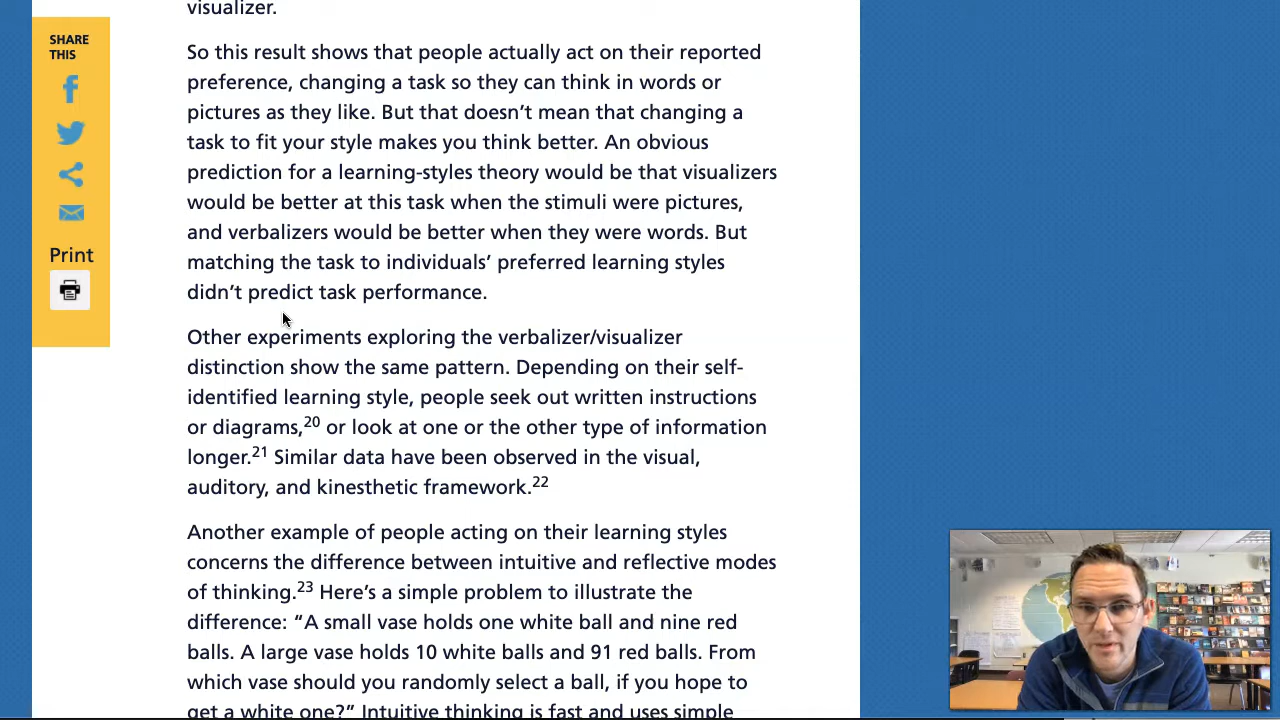 SHARE
THIS
Print
visualizer.
So this result shows that people actually act on their reported
preference, changing a task so they can think in words or
pictures as they like. But that doesn’t mean that changing a
task to fit your style makes you think better. An obvious
prediction for a learning-styles theory would be that visualizers
would be better at this task when the stimuli were pictures,
and verbalizers would be better when they were words. But
matching the task to individuals’ preferred learning styles
didn’t predict task performance.
Other experiments exploring the verbalizer/visualizer
distinction show the same pattern. Depending on their self-
identified learning style, people seek out written instructions
or diagrams,20 or look at one or the other type of information
longer.21 Similar data have been observed in the visual,
auditory, and kinesthetic framework.22
Another example of people acting on their learning styles
concerns the difference between intuitive and reflective modes
of thinking.23 Here’s a simple problem to illustrate the
difference: “A small vase holds one white ball and nine red
balls. A large vase holds 10 white balls and 91 red balls. From
which vase should you randomly select a ball, if you hope to
get a white one?” Intuitive thinking is fast and uses simple